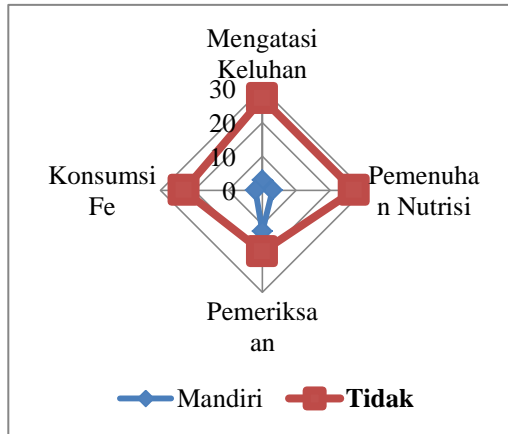 Mengatasi
Keluhan
30
20
10
0
Konsumsi
Fe
Pemenuha
n Nutrisi
Pemeriksa
an
Mandiri
Tidak